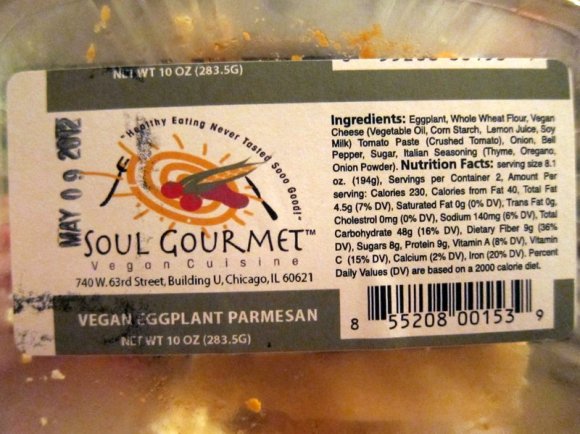 NET WT 10 OZ (283.5G)
MAY 09 2012
"Healthy Eating Never Tasted Sooo Good!"
SOUL GOURMET™
Vegan Cuisine
740 W. 63rd Street, Building U, Chicago, IL 60621
VEGAN EGGPLANT PARMESAN
NET WT 10 OZ (283.5G)
Ingredients: Eggplant, Whole Wheat Flour, Vegan
Cheese (Vegetable Oil, Corn Starch, Lemon Juice, Soy
Milk) Tomato Paste (Crushed Tomato), Onion, Bell
Pepper, Sugar, Italian Seasoning (Thyme, Oregano,
Onion Powder). Nutrition Facts: serving size 8.1
oz. (194g), Servings per Container 2, Amount Per
serving: Calories 230, Calories from Fat 40, Total Fat
4.5g (7% DV), Saturated Fat 0g (0% DV), Trans Fat 0g,
Cholestrol 0mg (0% DV), Sodium 140mg (6% DV), Total
Carbohydrate 48g (16% DV), Dietary Fiber 9g (36%
DV), Sugars 8g, Protein 9g, Vitamin A (8% DV), Vitamin
C (15% DV), Calcium (2% DV), Iron (20% DV). Percent
Daily Values (DV) are based on a 2000 calorie diet.
8 55208 00153 9